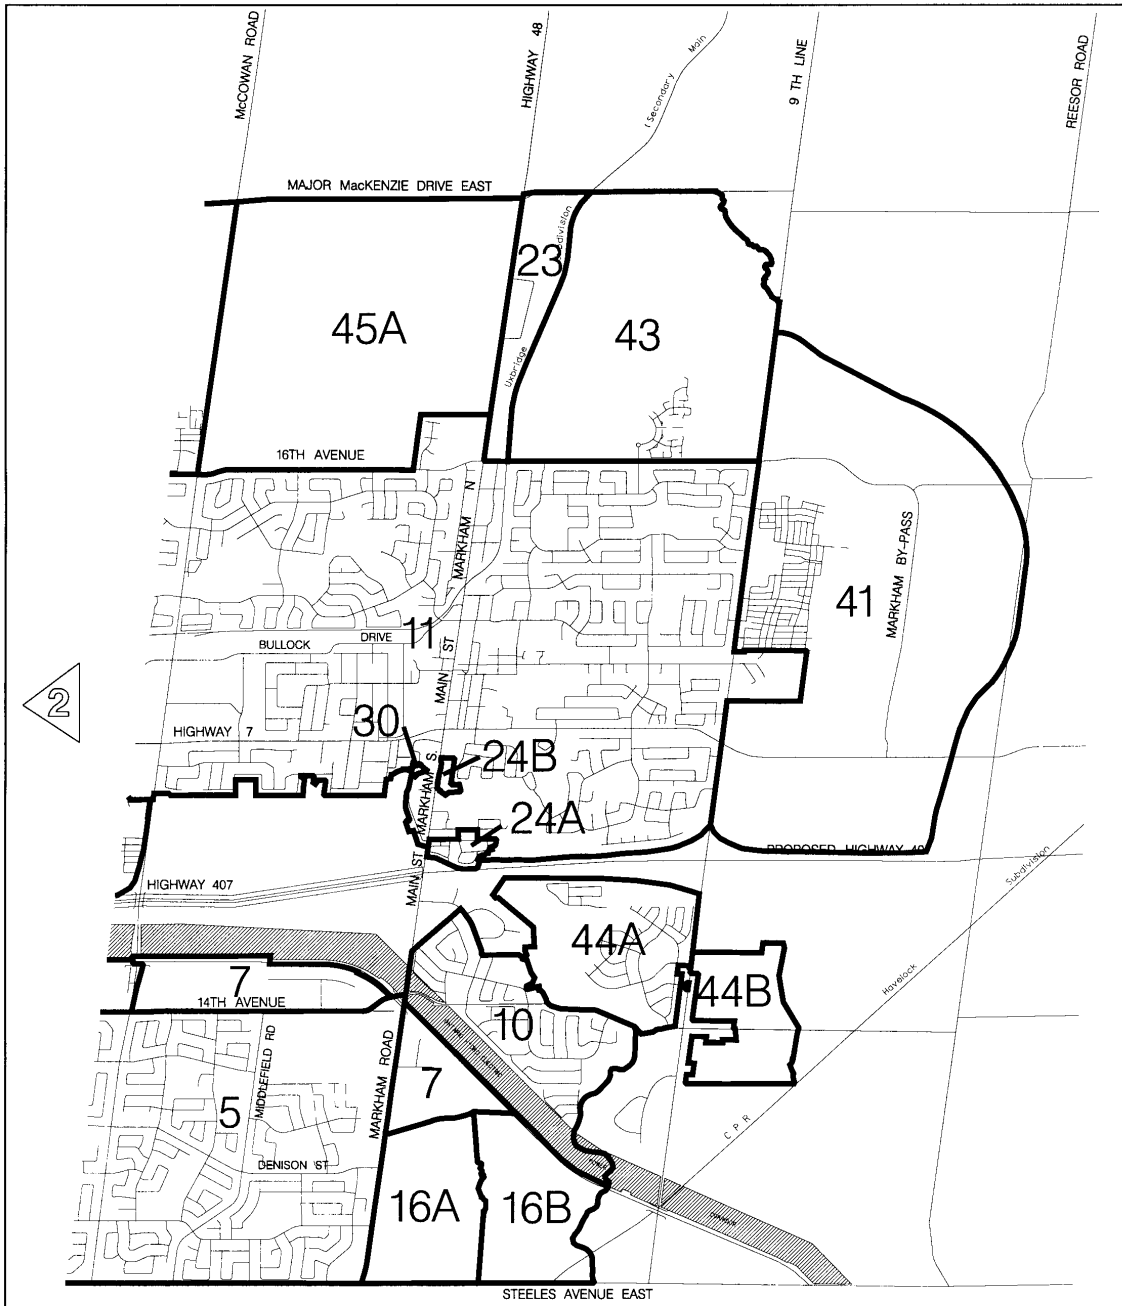 McCOWAN ROAD
HIGHWAY 48
Main
( Secondary
9 TH LINE
REESOR ROAD
MAJOR MacKENZIE DRIVE EAST
23
45A
43
Uxbridge
16TH AVENUE
MARKHAM N
MARKHAM BY-PASS
41
11
BULLOCK DRIVE
MAIN ST
2
30
HIGHWAY 7
24B
MARKHAM S.
24A
PROPOSED HIGHWAY 40
HIGHWAY 407
MAIN ST
Subdivision
44A
Havelock
7
44B
14TH AVENUE
10
MIDDLEFIELD RD
MARKHAM ROAD
7
5
C P R
DENISON ST
16A
16B
STEELES AVENUE EAST